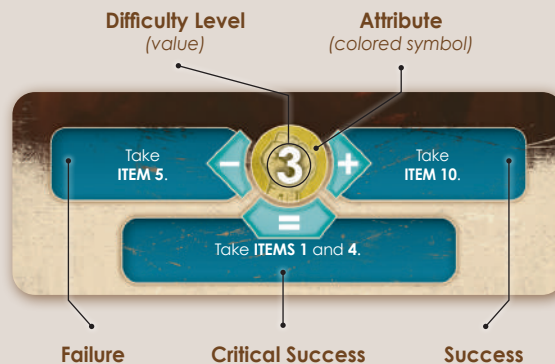 Difficulty Level
(value)
Attribute
(colored symbol)
Take
ITEM 5.
–
3
+
Take
ITEM 10.
=
Take ITEMS 1 and 4.
Failure
Critical Success
Success